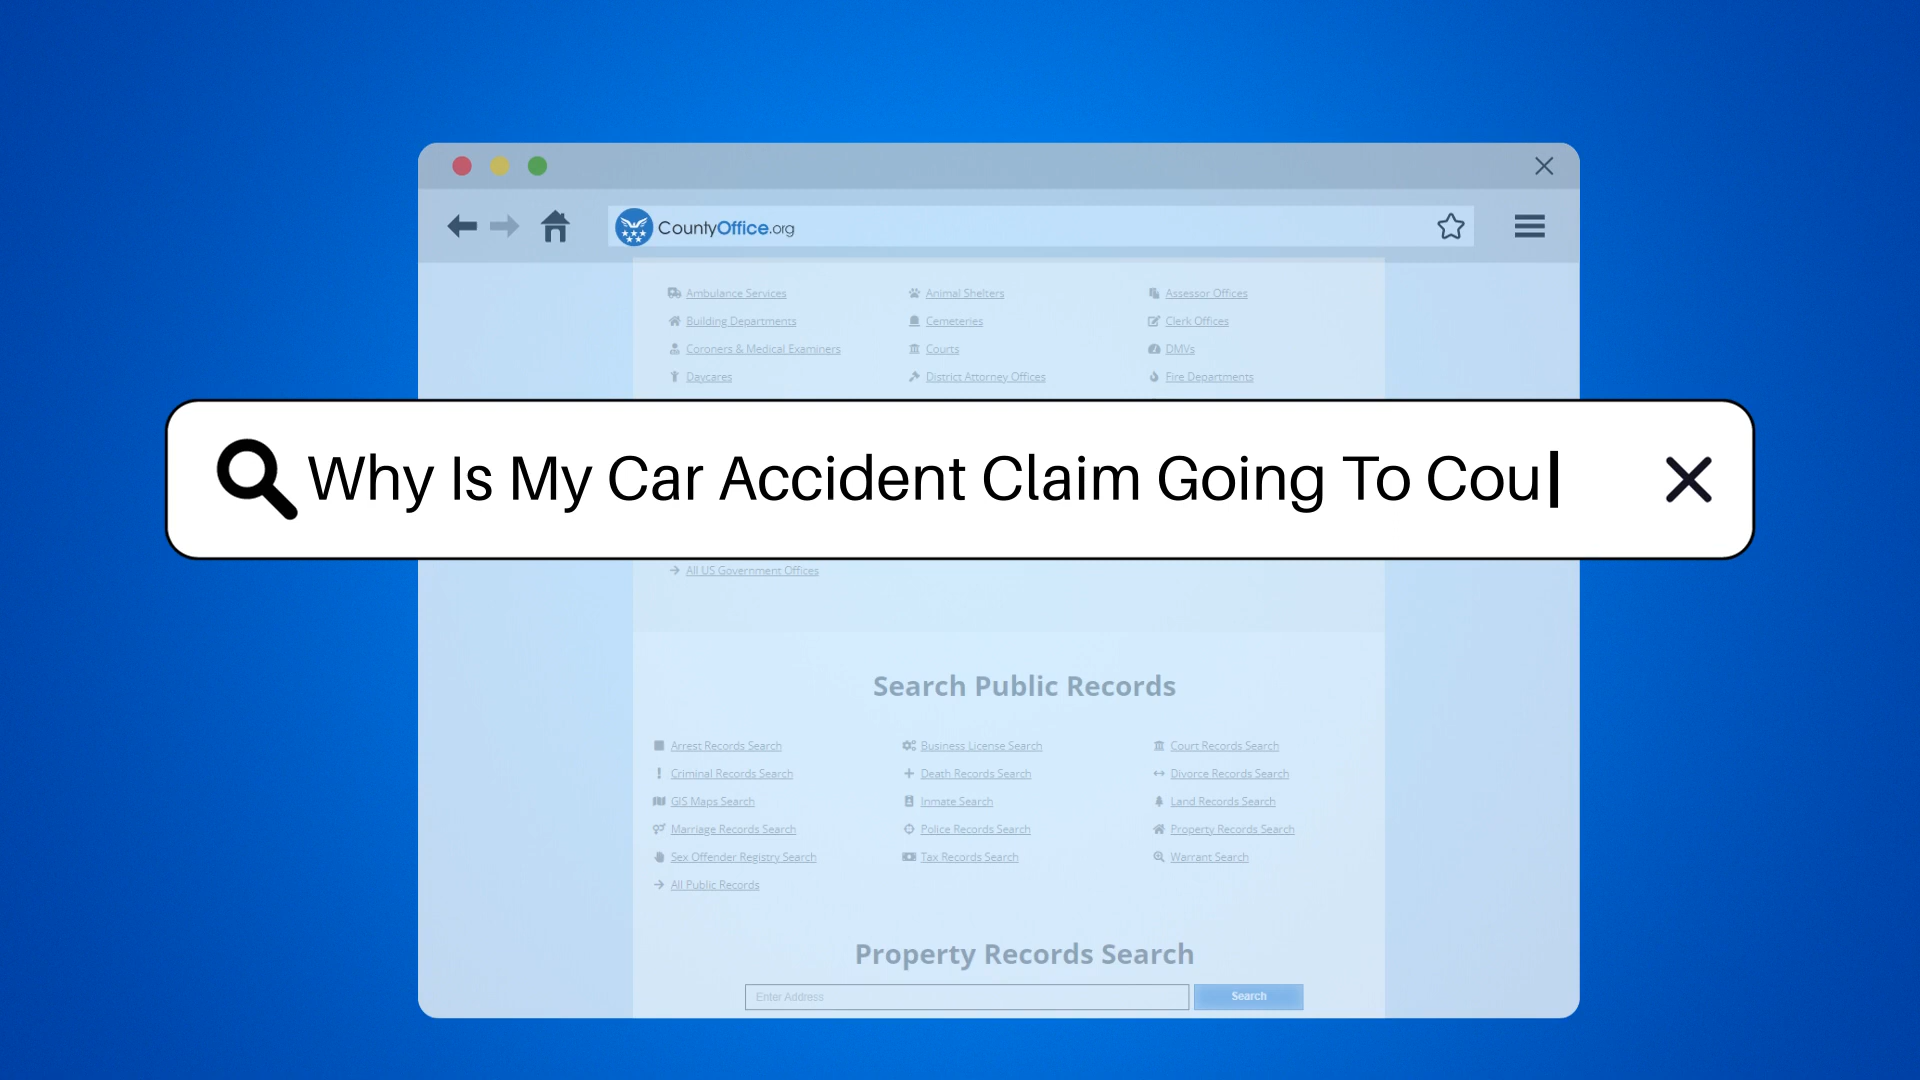 CountyOffice.org
Ambulance Services Animal Shelters Assessor Offices
Building Departments Cemeteries Clerk Offices
Coroners & Medical Examiners Courts DMVs
Daycares District Attorney Offices Fire Departments
Why Is My Car Accident Claim Going To Cou
All US Government Offices
Search Public Records
Arrest Records Search Business License Search Court Records Search
Criminal Records Search Death Records Search Divorce Records Search
GIS Maps Search Inmate Search Land Records Search
Marriage Records Search Police Records Search Property Records Search
Sex Offender Registry Search Tax Records Search Warrant Search
All Public Records
Property Records Search
Enter Address Search